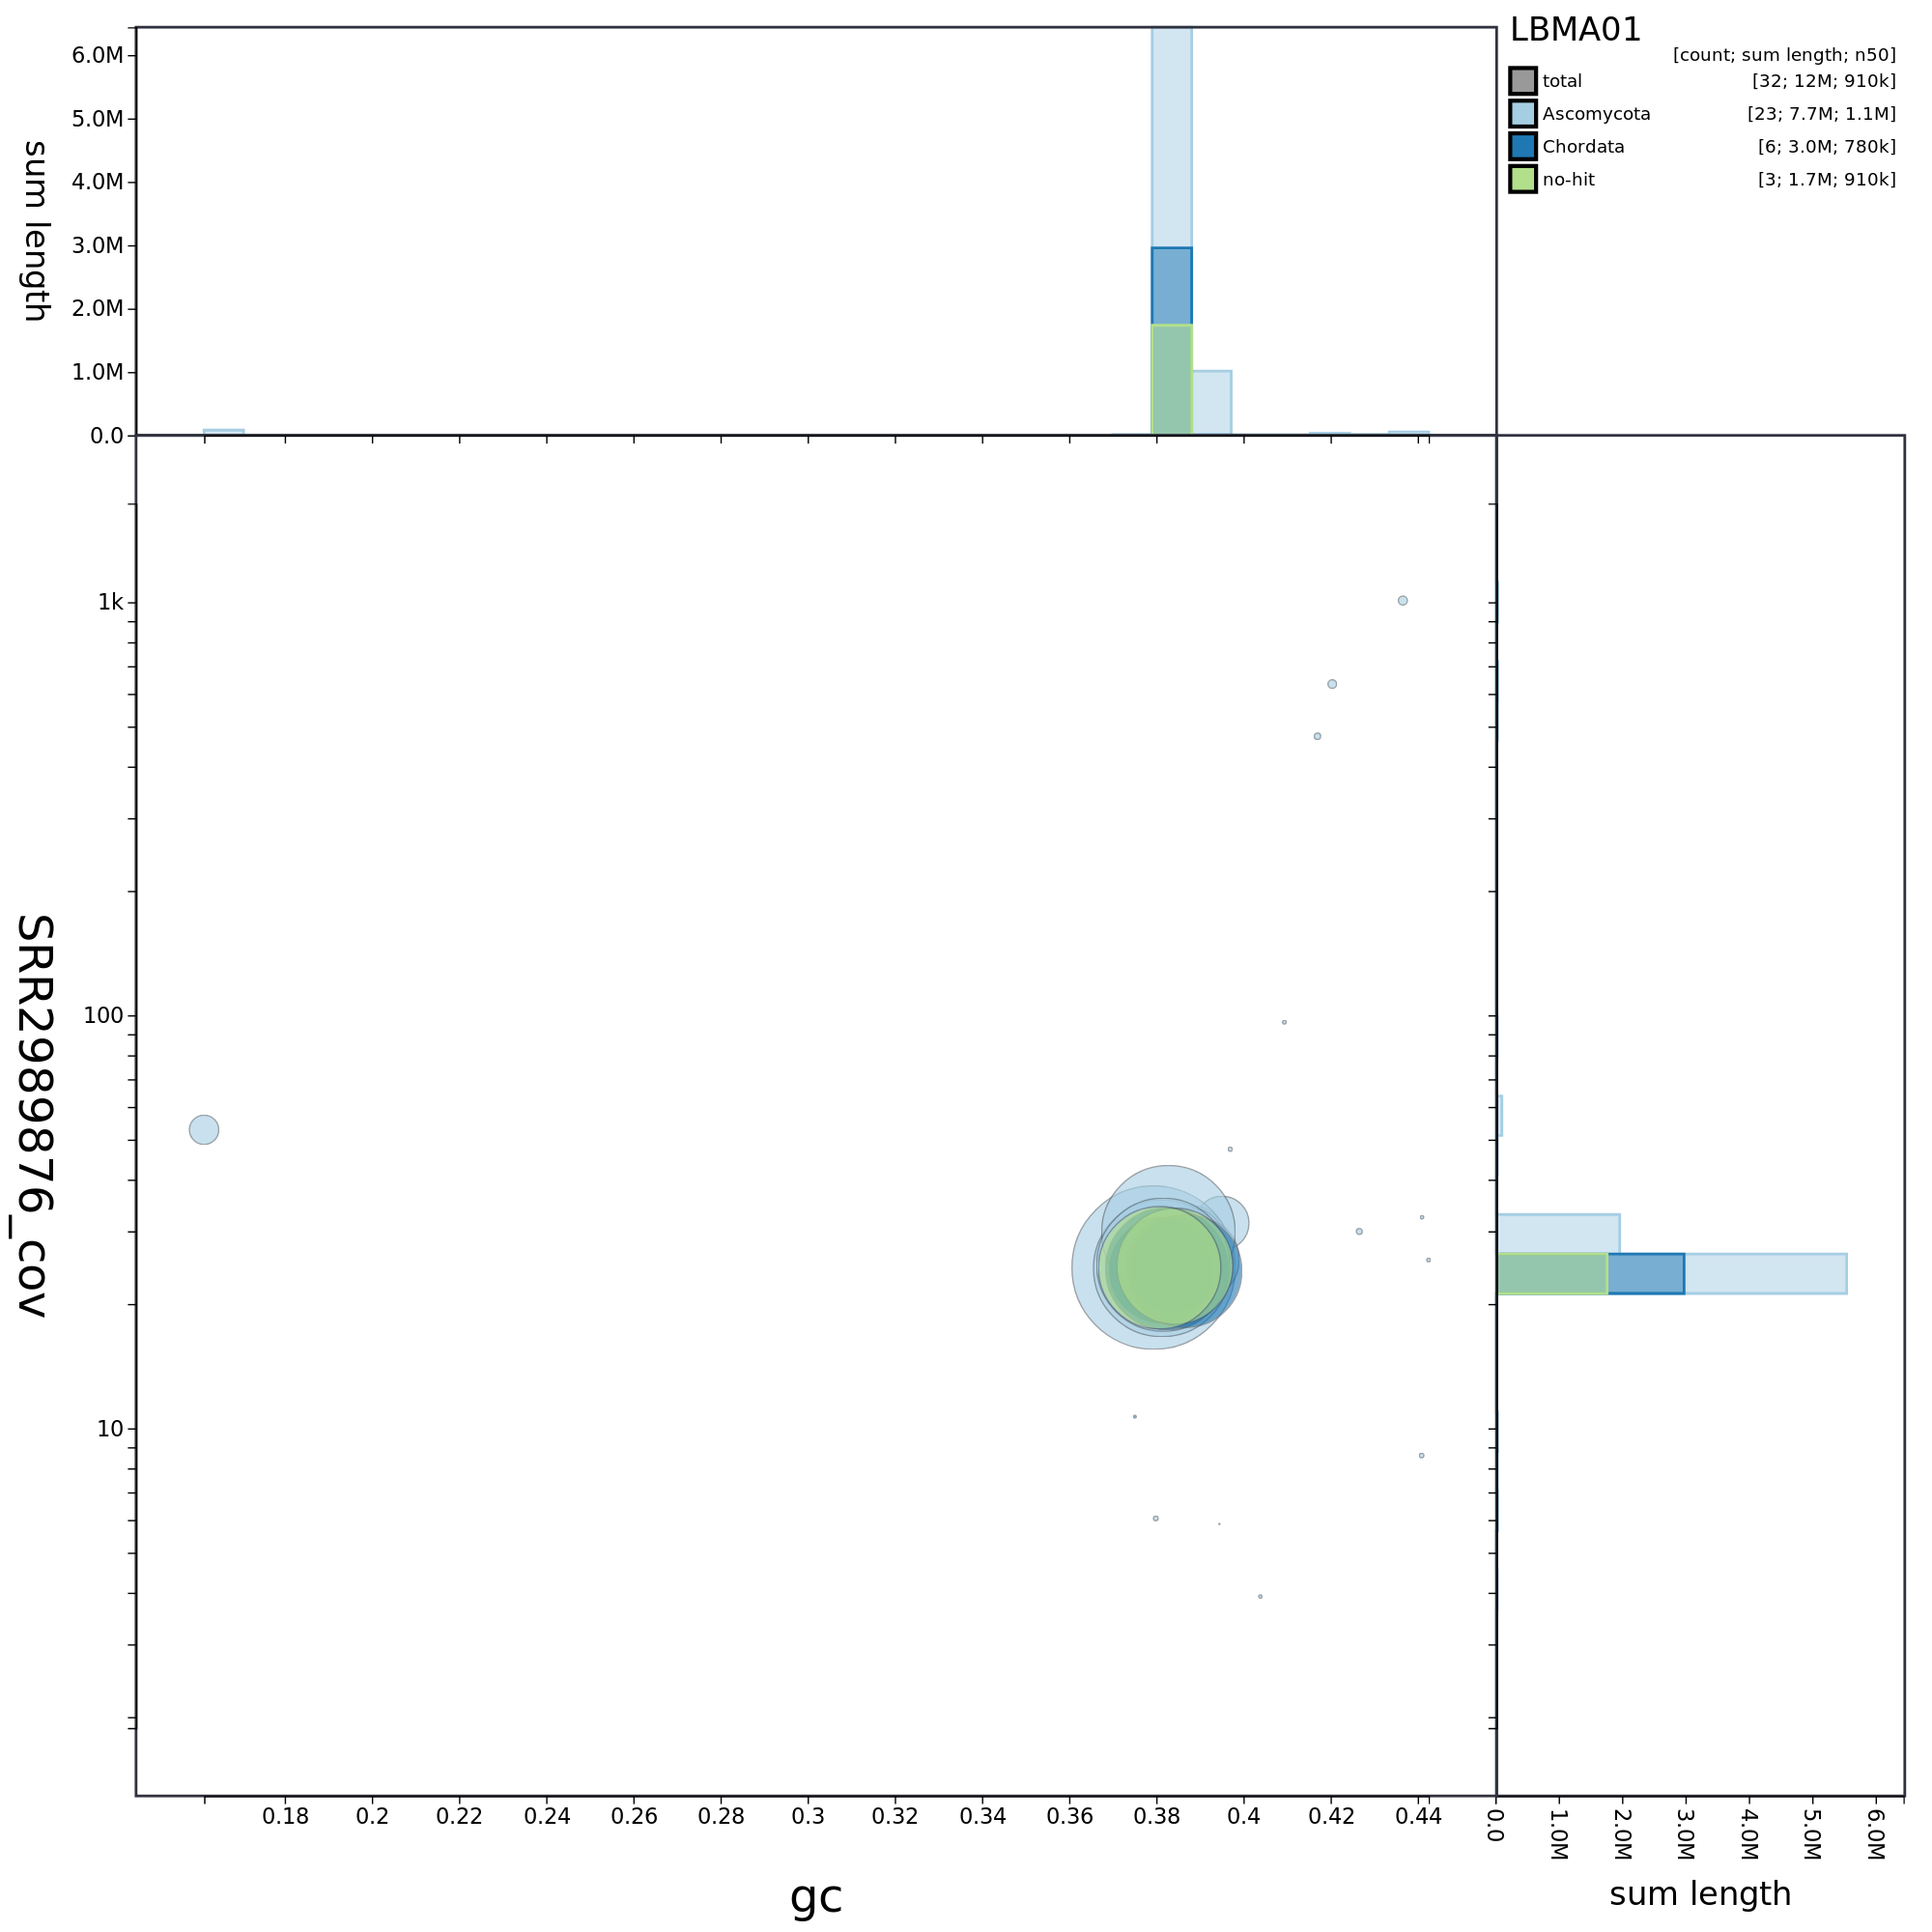 LBMA01
[count; sum length; n50]
total [32; 12M; 910k]
Ascomycota [23; 7.7M; 1.1M]
Chordata [6; 3.0M; 780k]
no-hit [3; 1.7M; 910k]
sum length
6.0M
5.0M
4.0M
3.0M
2.0M
1.0M
0.0
SRR2989876_cov
1k
100
10
0.18 0.2 0.22 0.24 0.26 0.28 0.3 0.32 0.34 0.36 0.38 0.4 0.42 0.44
gc
0.0 1.0M 2.0M 3.0M 4.0M 5.0M 6.0M
sum length